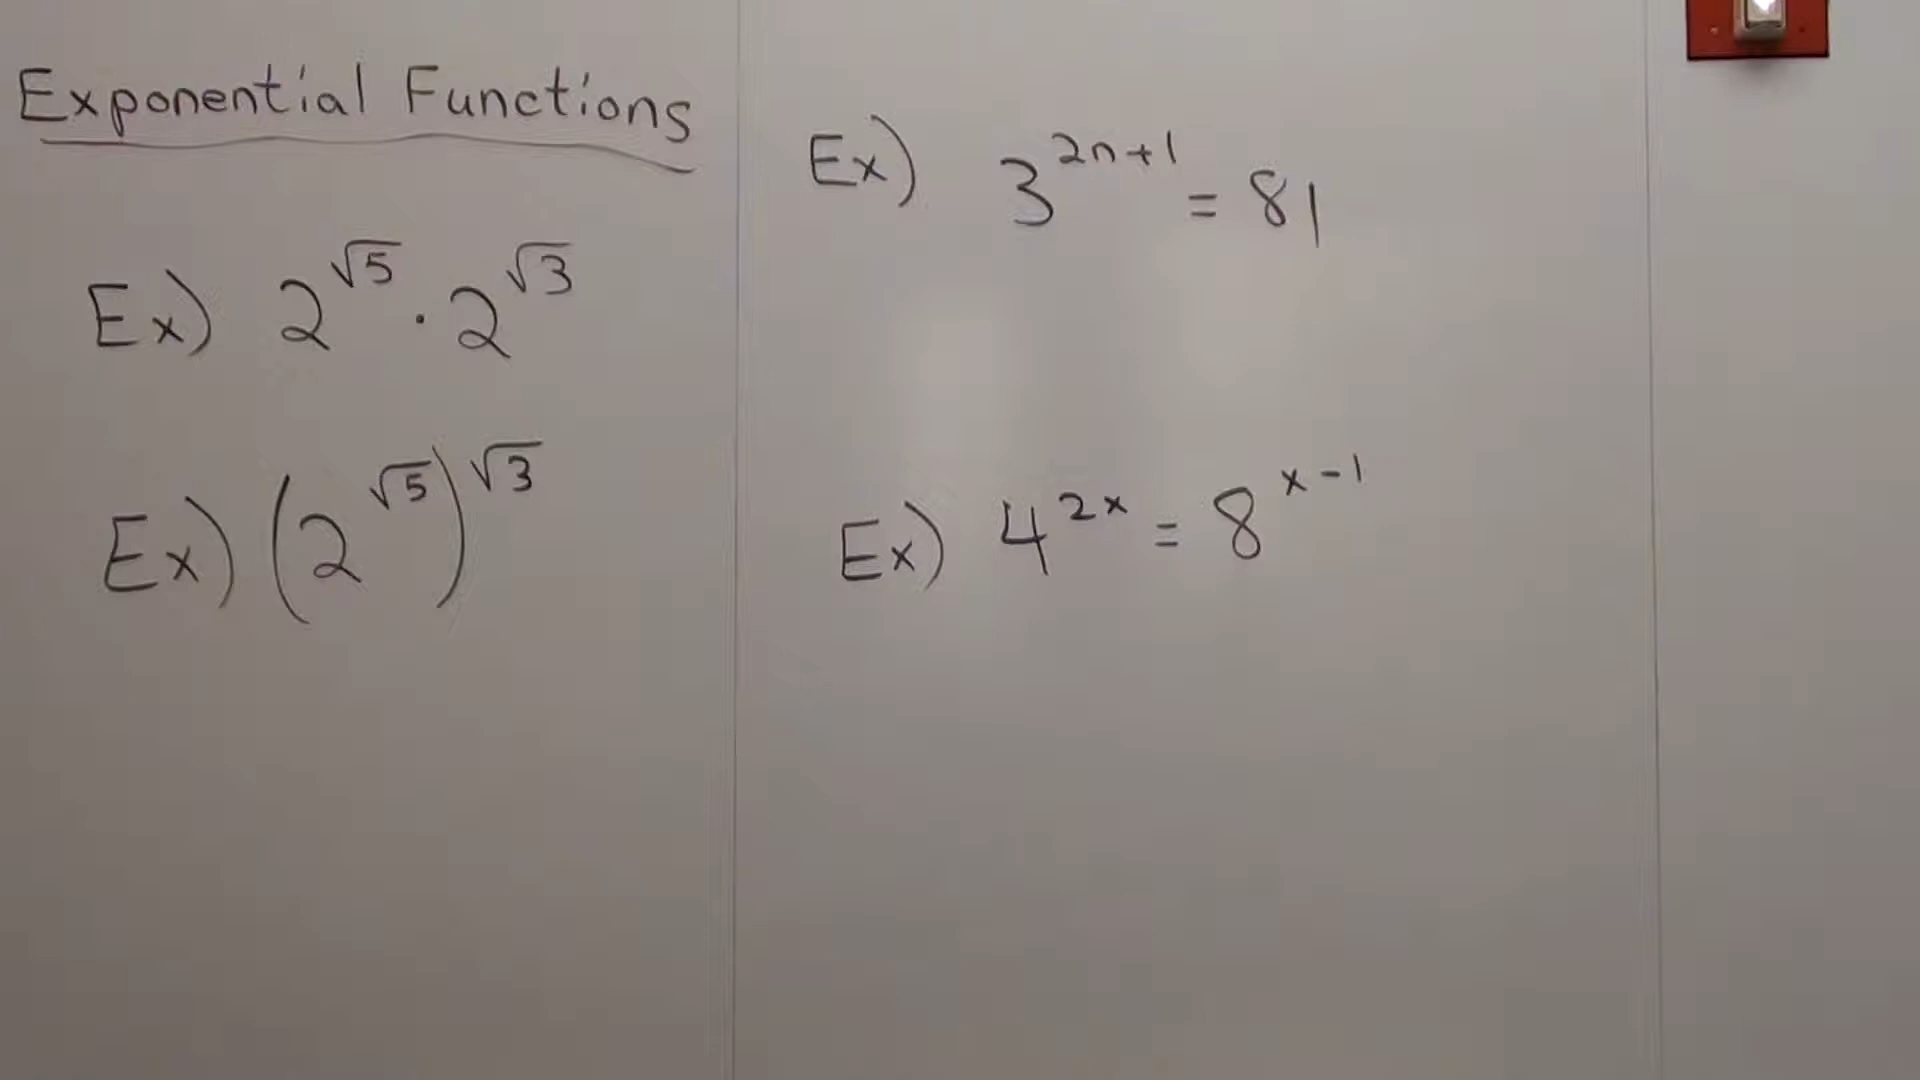 Exponential Functions
Ex) 2^√5 · 2^√3
Ex) (2^√5)^√3
Ex) 3^2n+1 = 81
Ex) 4^2x = 8^x-1